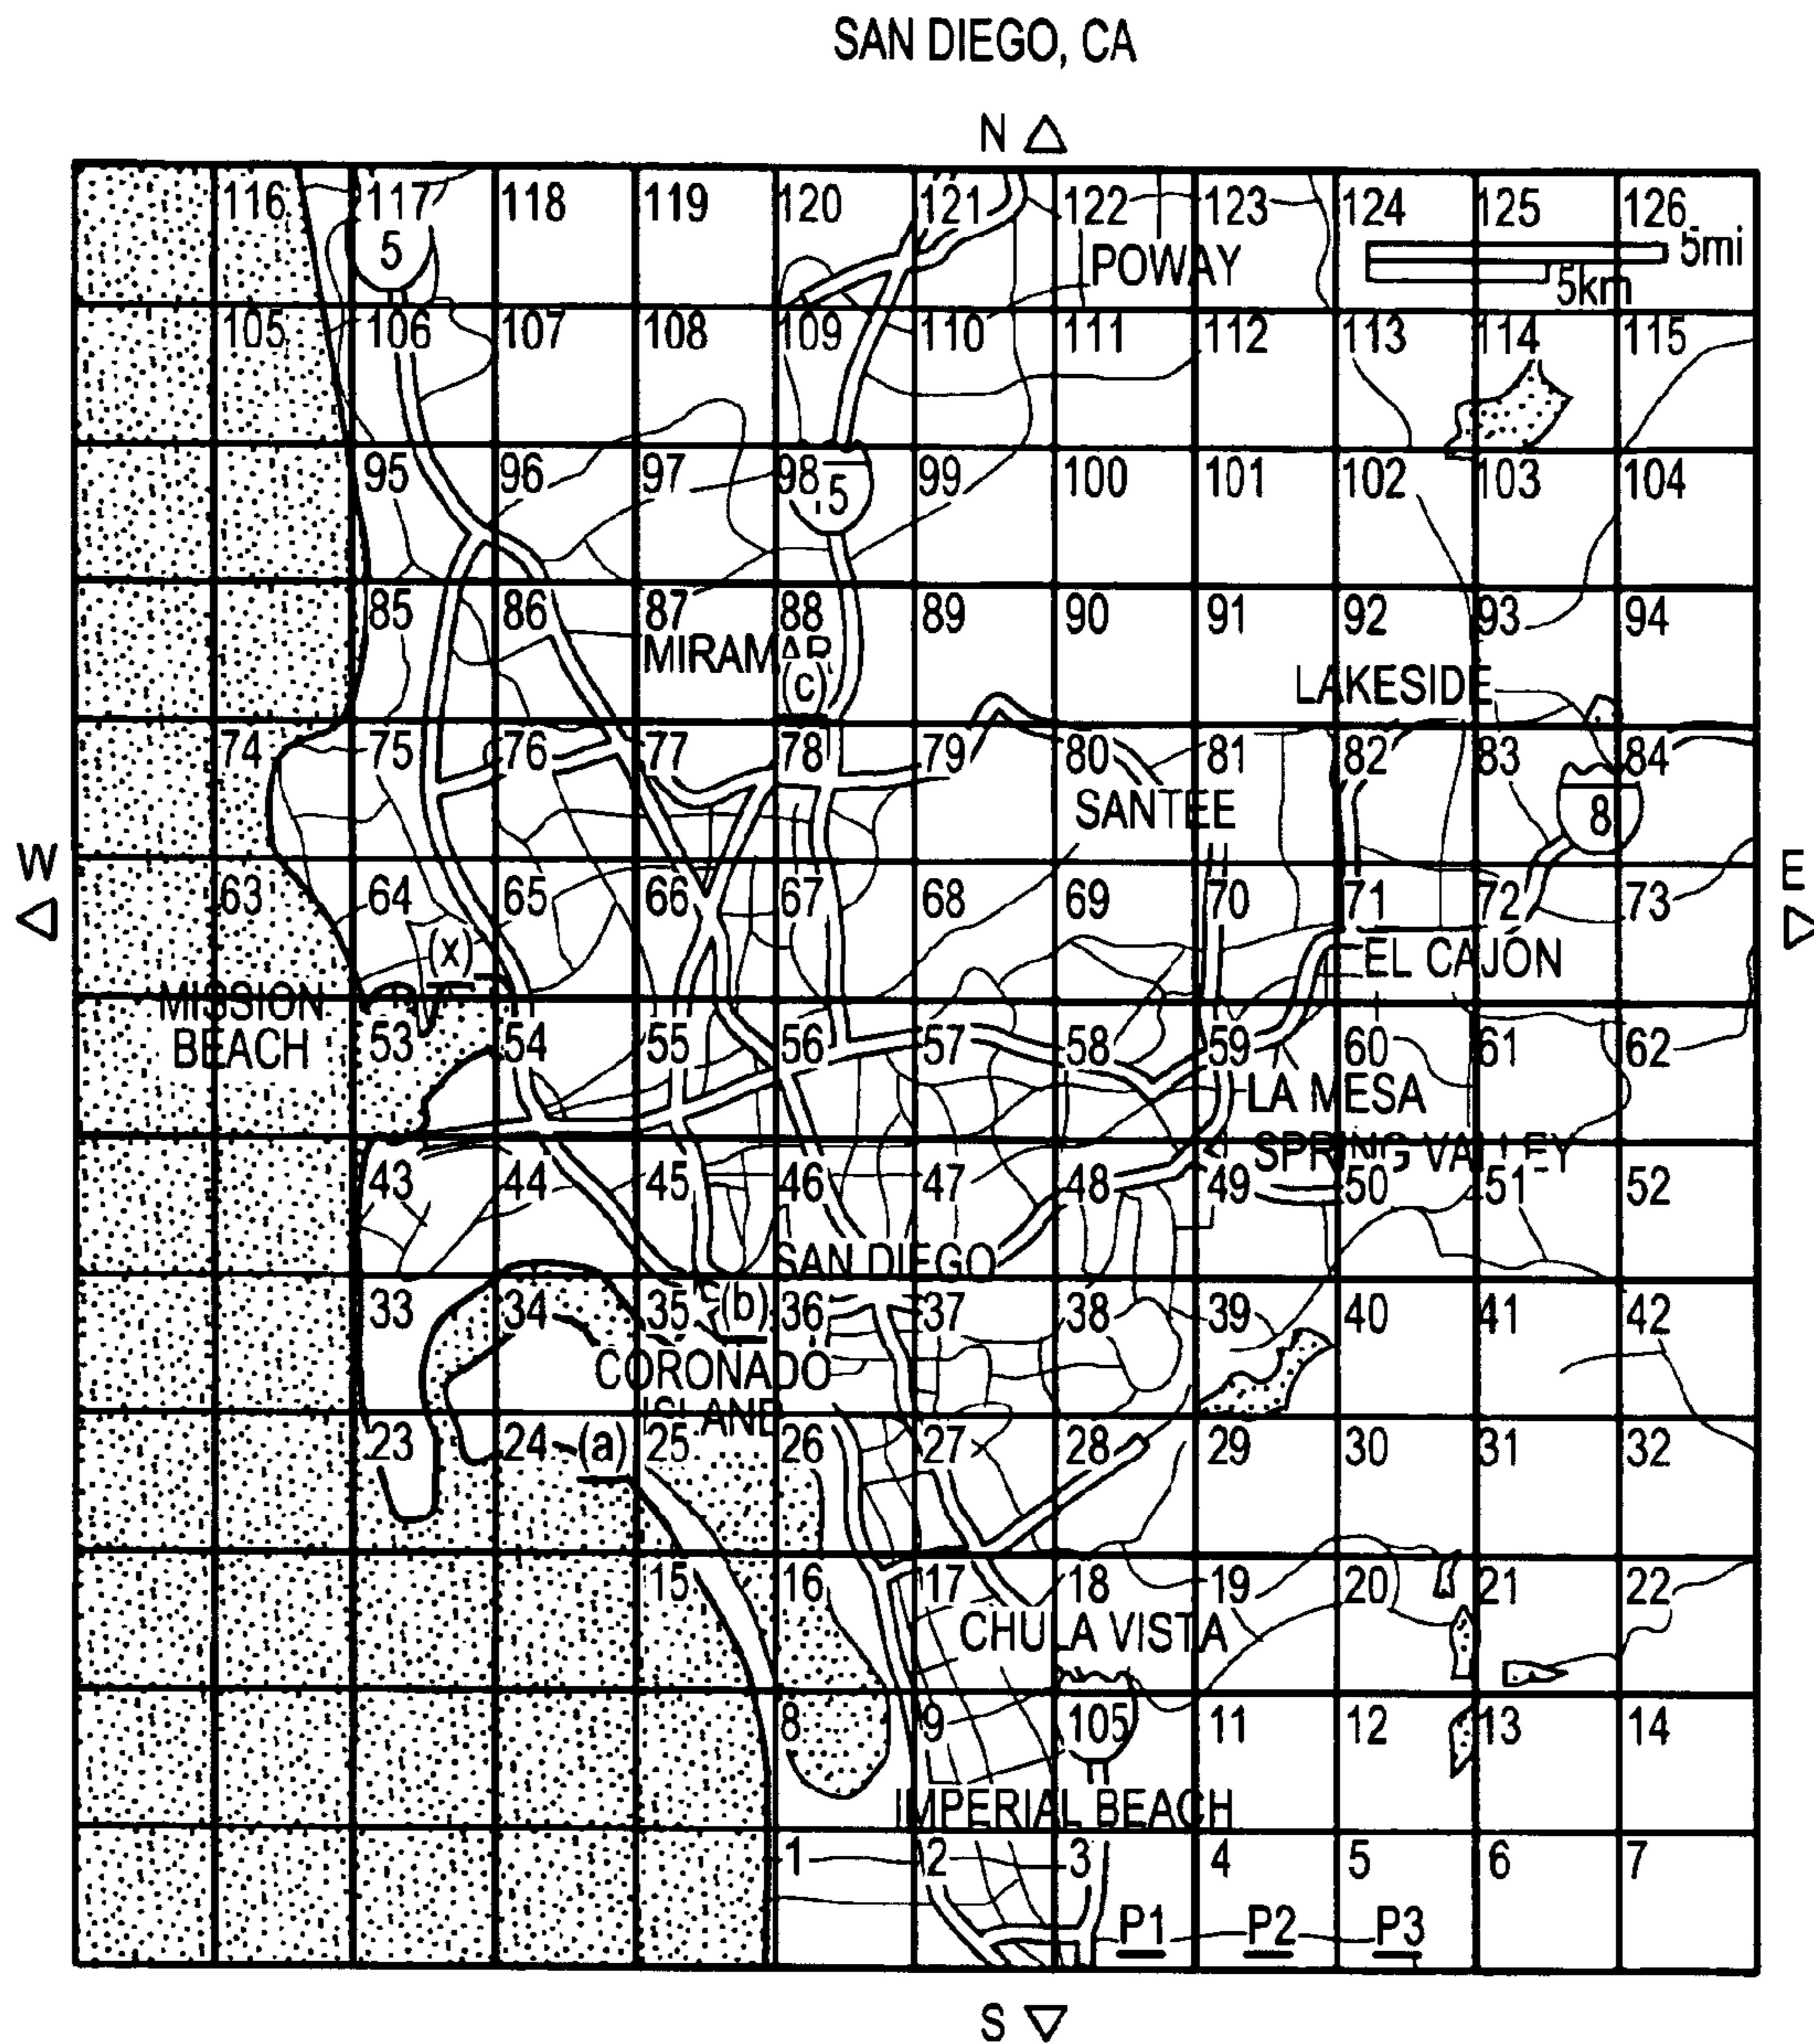 SAN DIEGO, CA
N
116 117 118 119 120 121 122 123 124 125 126
5
POWAY
5mi
5km
105 106 107 108 109 110 111 112 113 114 115
95 96 97 98 99 100 101 102 103 104
.5
85 86 87 88 89 90 91 92 93 94
MIRAMAR
(c)
LAKESIDE
74 75 76 77 78 79 80 81 82 83 84
SANTEE
8
W
E
63 64 65 66 67 68 69 70 71 72 73
(x)
EL CAJÓN
MISSION
BEACH
53 54 55 56 57 58 59 60 61 62
LA MESA
SPRING VALLEY
43 44 45 46 47 48 49 50 51 52
SAN DIEGO
33 34 35 (b) 36 37 38 39 40 41 42
CORONADO
ISLAND
23 24 (a) 25 26 27 28 29 30 31 32
15 16 17 18 19 20 21 22
CHULA VISTA
8 9 105 11 12 13 14
IMPERIAL BEACH
1 2 3 4 5 6 7
P1 P2 P3
S